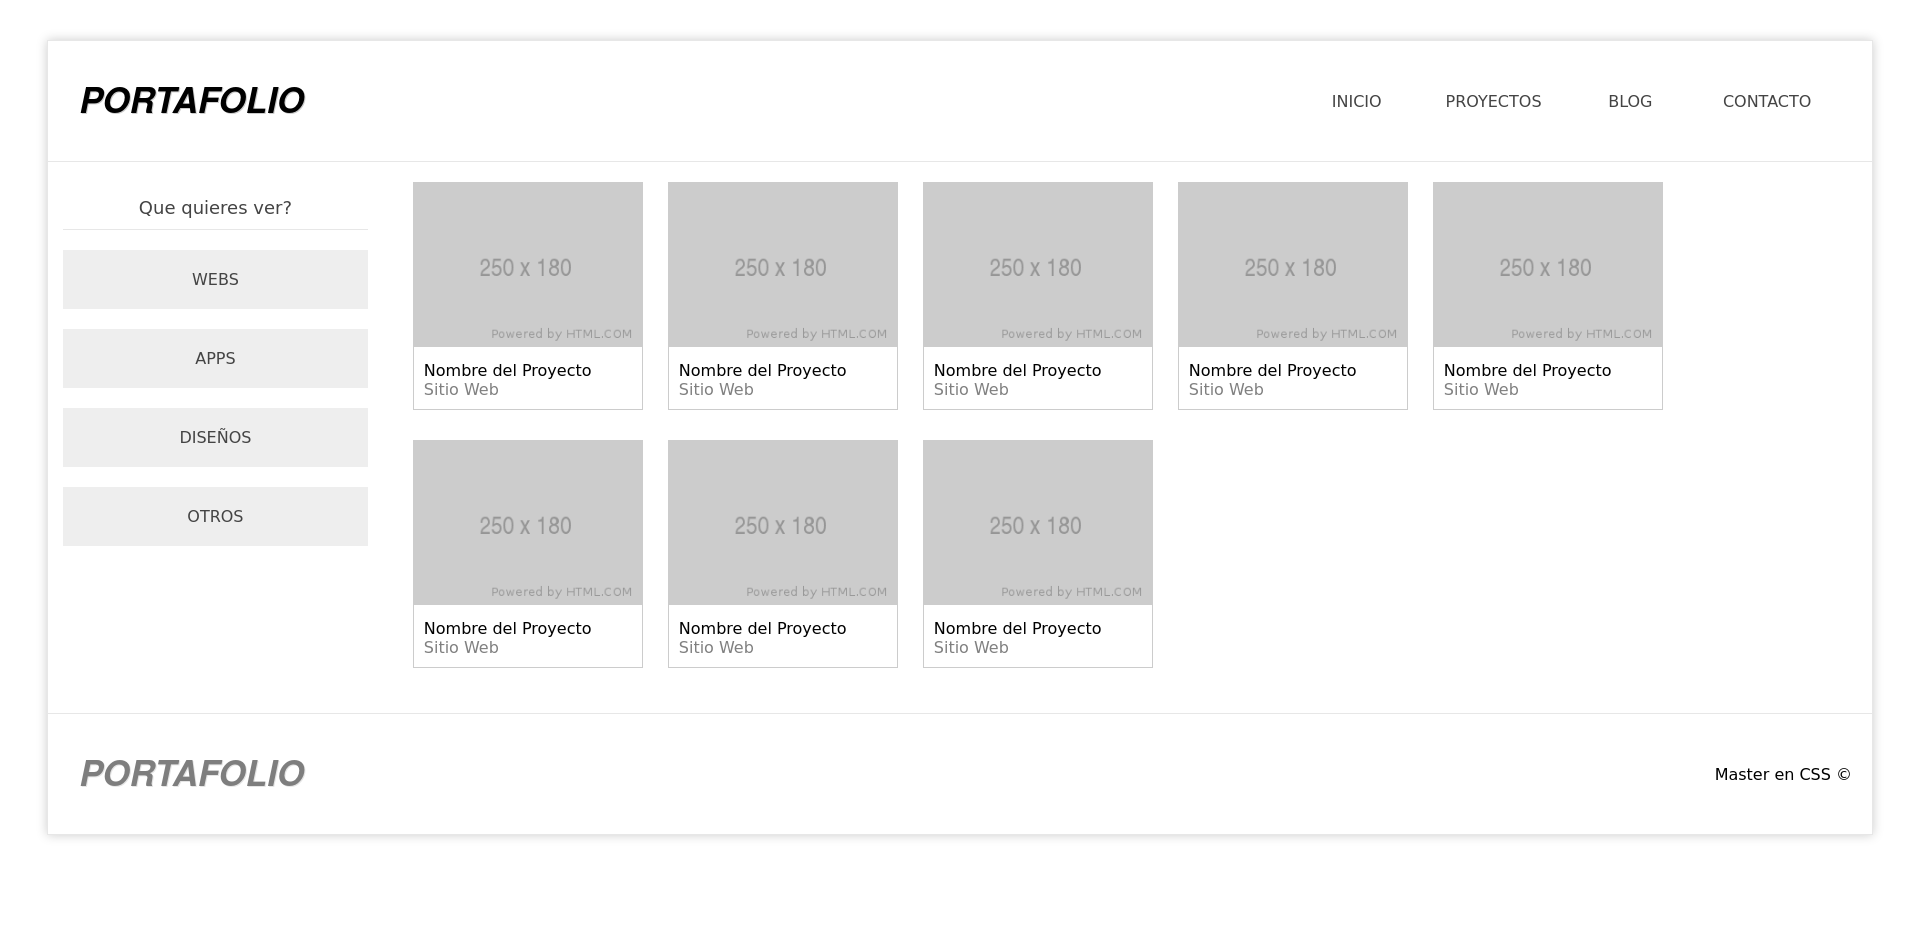 PORTAFOLIO
INICIO PROYECTOS BLOG CONTACTO
Que quieres ver?
WEBS
APPS
DISEÑOS
OTROS
250 x 180
Powered by HTML.COM
Nombre del Proyecto
Sitio Web
250 x 180
Powered by HTML.COM
Nombre del Proyecto
Sitio Web
250 x 180
Powered by HTML.COM
Nombre del Proyecto
Sitio Web
250 x 180
Powered by HTML.COM
Nombre del Proyecto
Sitio Web
250 x 180
Powered by HTML.COM
Nombre del Proyecto
Sitio Web
250 x 180
Powered by HTML.COM
Nombre del Proyecto
Sitio Web
250 x 180
Powered by HTML.COM
Nombre del Proyecto
Sitio Web
250 x 180
Powered by HTML.COM
Nombre del Proyecto
Sitio Web
PORTAFOLIO
Master en CSS ©